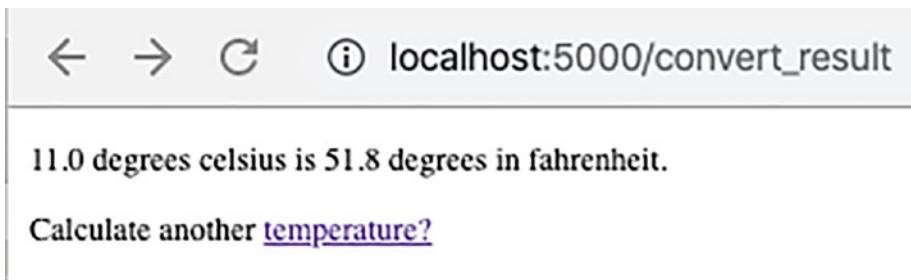 localhost:5000/convert_result
11.0 degrees celsius is 51.8 degrees in fahrenheit.
Calculate another temperature?